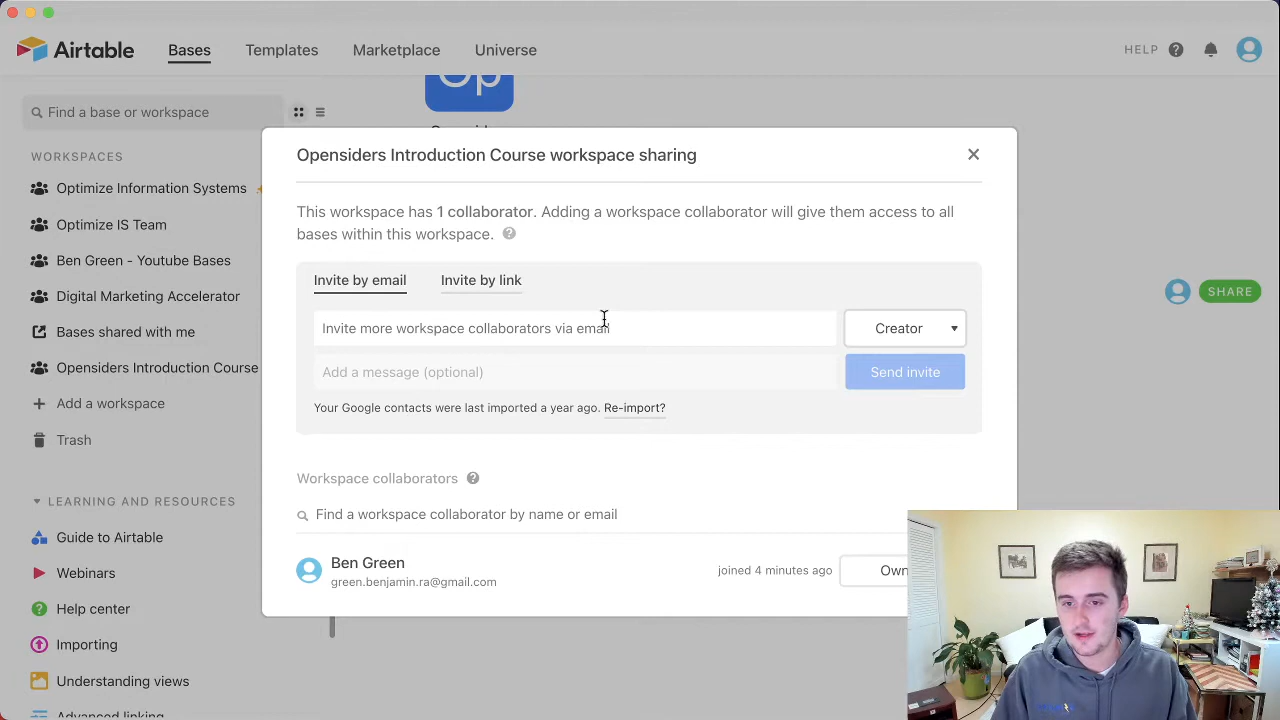 Airtable
Bases
Templates
Marketplace
Universe
HELP
Find a base or workspace
WORKSPACES
Optimize Information Systems
Optimize IS Team
Ben Green - Youtube Bases
Digital Marketing Accelerator
Bases shared with me
Opensiders Introduction Course
Add a workspace
Trash
LEARNING AND RESOURCES
Guide to Airtable
Webinars
Help center
Importing
Understanding views
Advanced linking
Op
SHARE
Opensiders Introduction Course workspace sharing
This workspace has 1 collaborator. Adding a workspace collaborator will give them access to all
bases within this workspace.
Invite by email
Invite by link
Invite more workspace collaborators via email
Creator
Add a message (optional)
Send invite
Your Google contacts were last imported a year ago. Re-import?
Workspace collaborators
Find a workspace collaborator by name or email
Ben Green
green.benjamin.ra@gmail.com
joined 4 minutes ago
Own